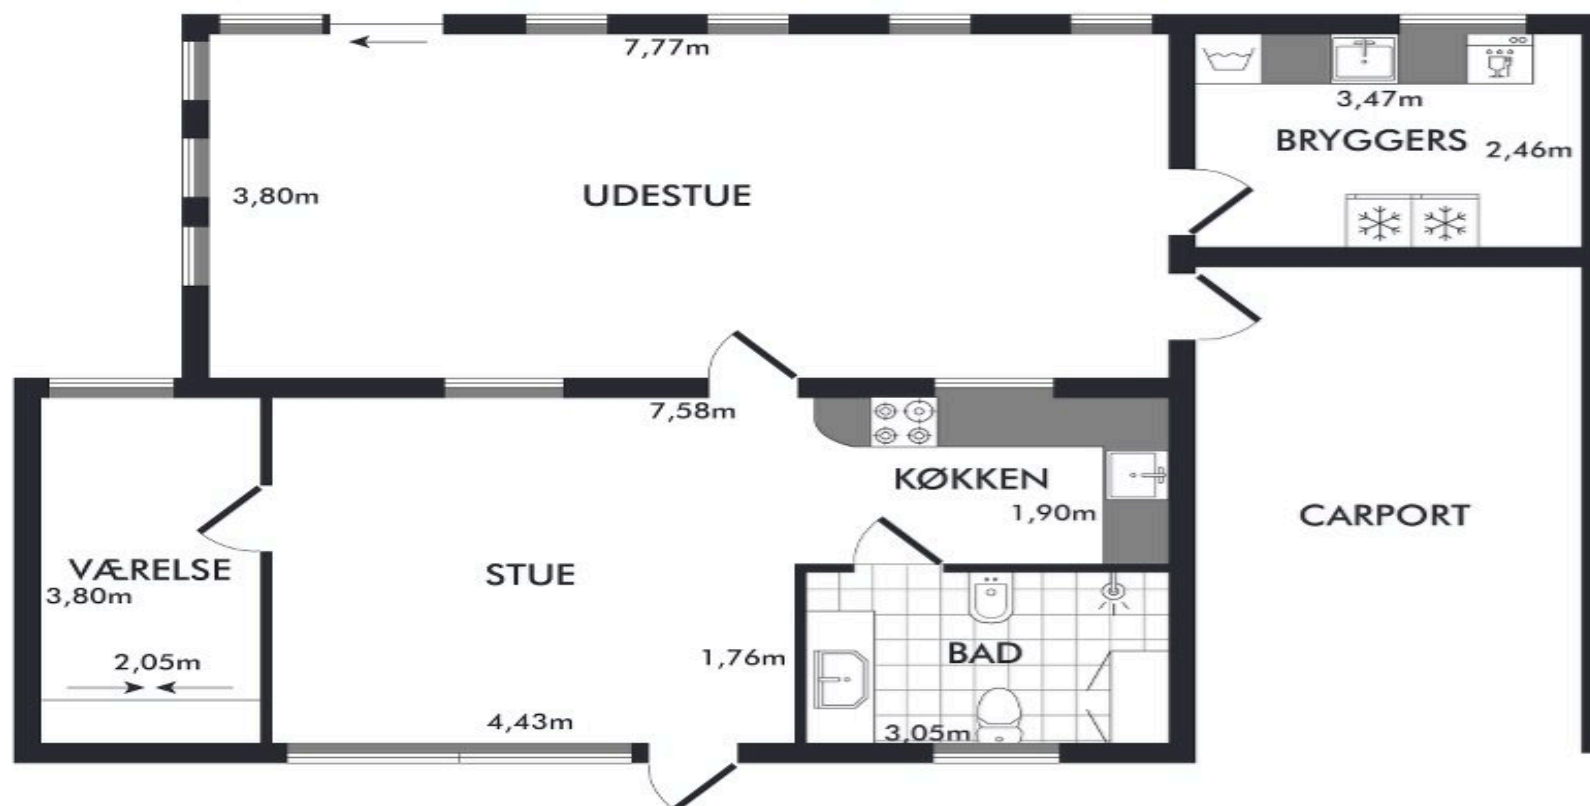 7,77m
3,47m
BRYGGERS
2,46m
3,80m
UDESTUE
7,58m
KØKKEN
1,90m
CARPORT
VÆRELSE
3,80m
STUE
2,05m
1,76m
BAD
4,43m
3,05m